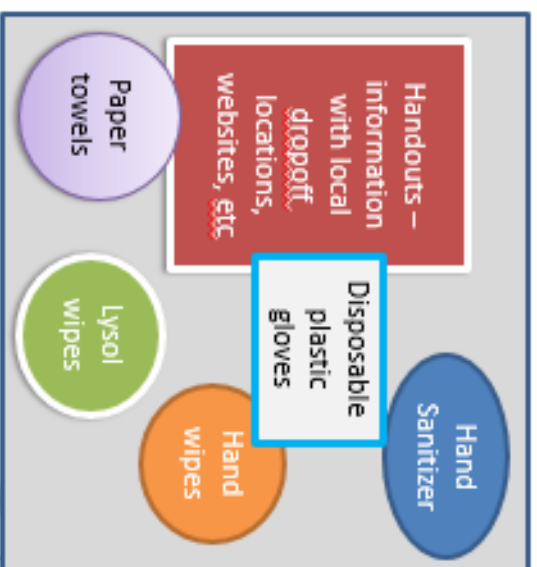 Handouts –
information
with local
dropoff,
locations,
websites, etc
Paper
towels
Disposable
plastic
gloves
Lysol
wipes
Hand
Sanitizer
Hand
wipes